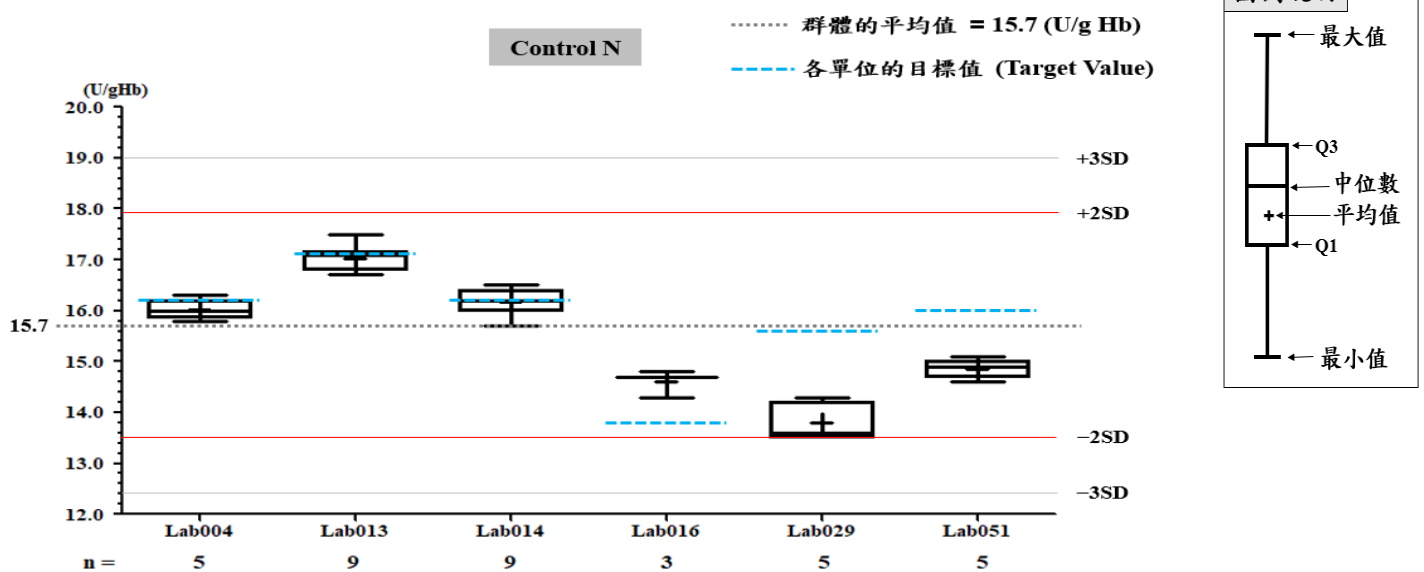 Control N
群體的平均值 = 15.7 (U/g Hb)
各單位的目標值 (Target Value)
(U/gHb)
20.0
19.0
18.0
17.0
16.0
15.7
15.0
14.0
13.0
12.0
+3SD
+2SD
−2SD
−3SD
Lab004 Lab013 Lab014 Lab016 Lab029 Lab051
n = 5 9 9 3 5 5
最大值
Q3
中位數
平均值
Q1
最小值